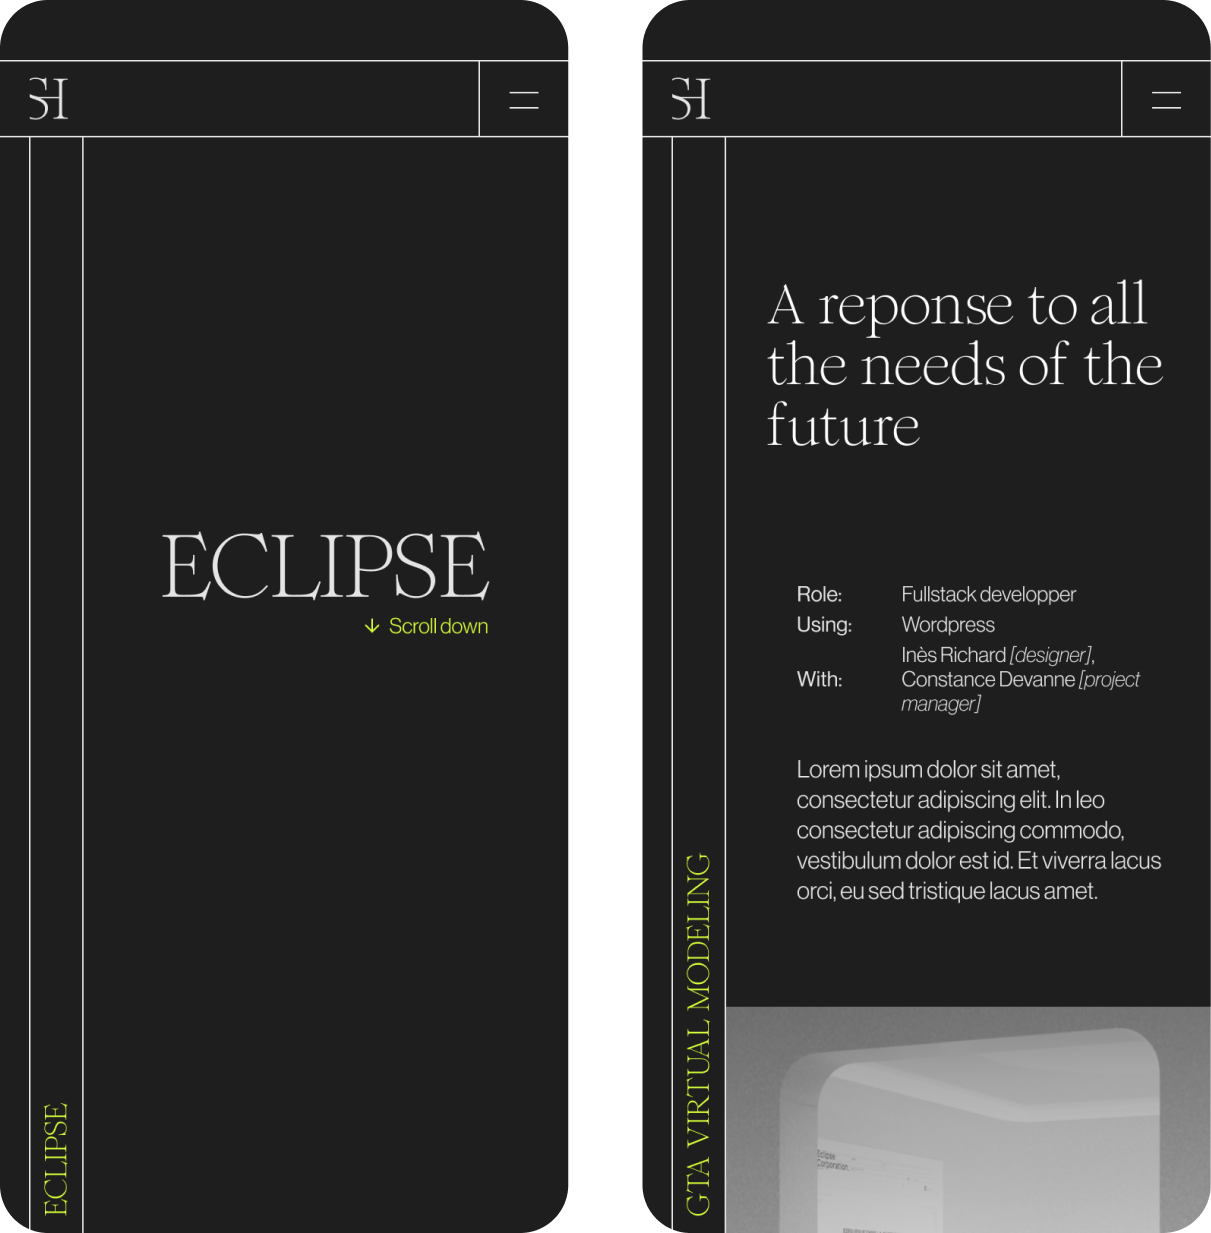 SH
ECLIPSE
↓ Scroll down
ECLIPSE
SH
A reponse to all
the needs of the
future
Role: Fullstack developper
Using: Wordpress
With: Inès Richard [designer],
Constance Devanne [project
manager]
Lorem ipsum dolor sit amet,
consectetur adipiscing elit. In leo
consectetur adipiscing commodo,
vestibulum dolor est id. Et viverra lacus
orci, eu sed tristique lacus amet.
GTA VIRTUAL MODELING
Eclipse
Corporation